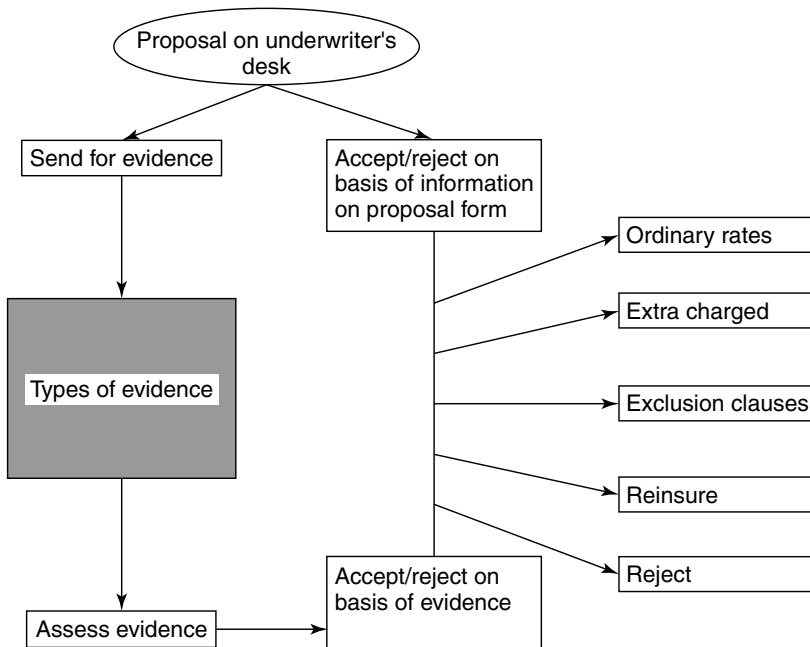 Proposal on underwriter's
desk
Send for evidence
Accept/reject on
basis of information
on proposal form
Ordinary rates
Extra charged
Types of evidence
Exclusion clauses
Reinsure
Accept/reject on
basis of evidence
Reject
Assess evidence